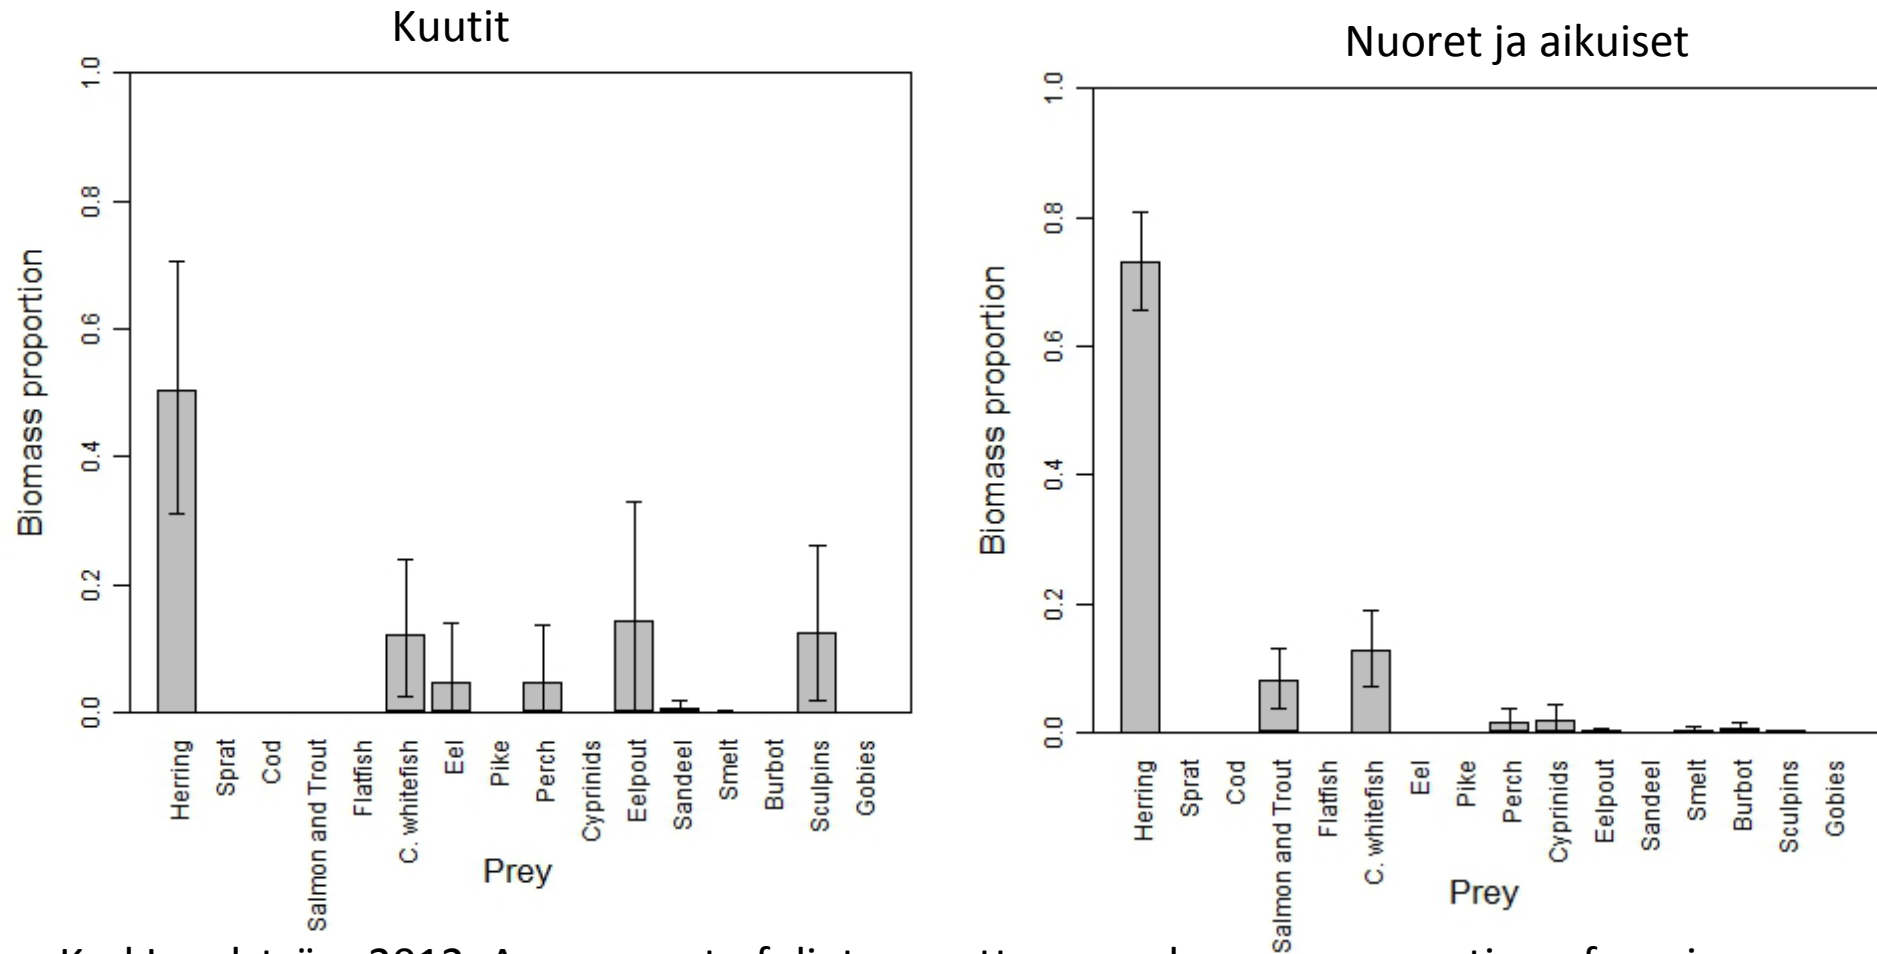 Kuutit
Nuoret ja aikuiset
Biomass proportion
1.0
0.8
0.6
0.4
0.2
0.0
Herring
Sprat
Cod
Salmon and Trout
Flatfish
C. whitefish
Eel
Pike
Perch
Cyprinids
Eelpout
Sandeel
Smelt
Burbot
Sculpins
Gobies
Prey
Biomass proportion
1.0
0.8
0.6
0.4
0.2
0.0
Herring
Sprat
Cod
Salmon and Trout
Flatfish
C. whitefish
Eel
Pike
Perch
Cyprinids
Eelpout
Sandeel
Smelt
Burbot
Sculpins
Gobies
Prey